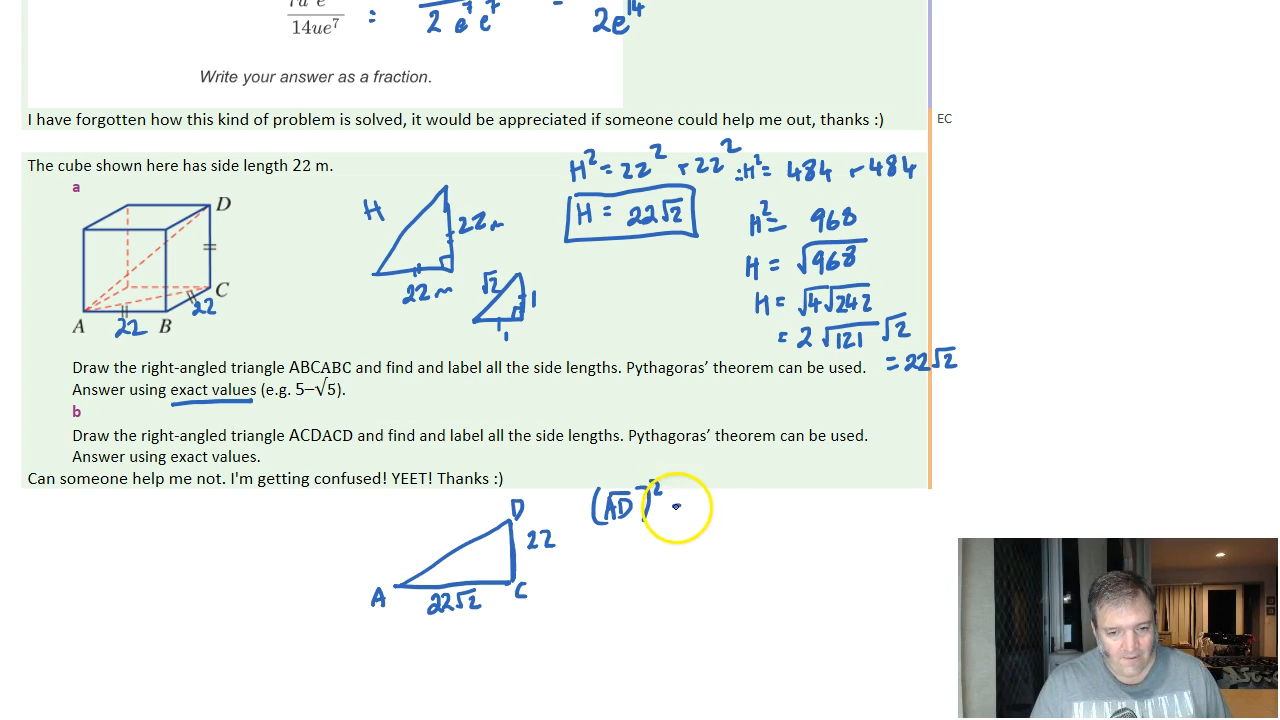 14ue⁷ = 2 e⁷ e⁷ = 2e¹⁴
Write your answer as a fraction.
I have forgotten how this kind of problem is solved, it would be appreciated if someone could help me out, thanks :)
EC
The cube shown here has side length 22 m.
a
D
C
A
B
22
22
H
22m
22m
√2
1
1
H² = 22² + 22²
H = 22√2
∴H² = 484 + 484
H² = 968
H = √968
H = √4√242
= 2√121 √2
= 22√2
Draw the right-angled triangle ABCABC and find and label all the side lengths. Pythagoras’ theorem can be used.
Answer using exact values (e.g. 5–√5).
b
Draw the right-angled triangle ACDACD and find and label all the side lengths. Pythagoras’ theorem can be used.
Answer using exact values.
Can someone help me not. I'm getting confused! YEET! Thanks :)
D
22
A
22√2
C
(AD)²